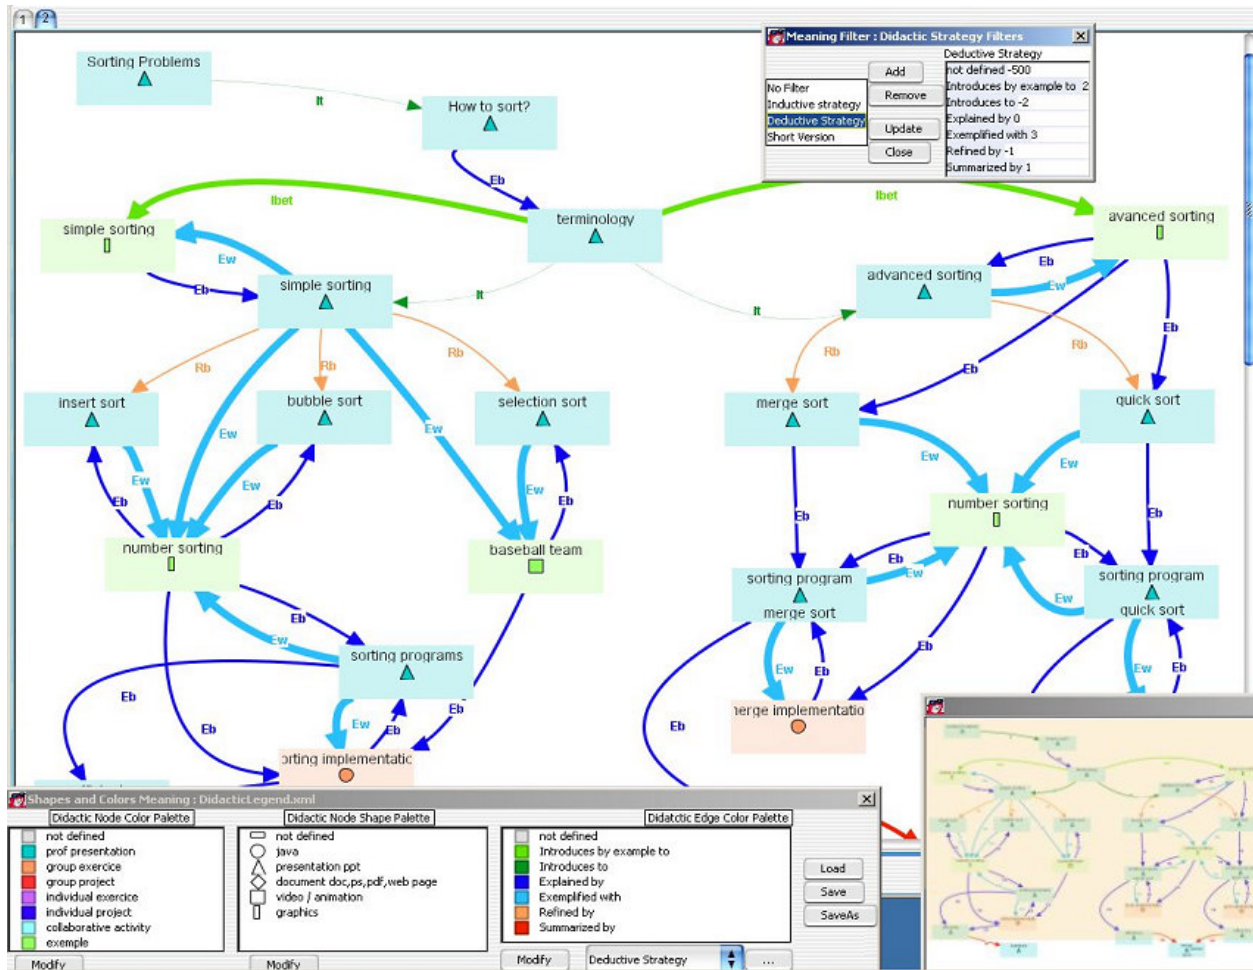 1 2
Meaning Filter : Didactic Strategy Filters
Deductive Strategy
No Filter
Inductive strategy
Deductive Strategy
Short Version
Add
Remove
Update
Close
not defined -500
Introduces by example to 2
Introduces to -2
Explained by 0
Exemplified with 3
Refined by -1
Summarized by 1
Sorting Problems
It
How to sort?
Eb
Ibet
terminology
Ibet
simple sorting
avanced sorting
Ew
Eb
simple sorting
It
It
advanced sorting
Eb
Ew
Rb
Rb
Rb
Rb
Eb
Eb
insert sort
bubble sort
selection sort
merge sort
quick sort
Ew
Ew
Ew
Ew
Ew
Ew
Ew
Eb
Eb
Eb
Eb
Eb
number sorting
number sorting
baseball team
Eb
Eb
sorting program
merge sort
Ew
Ew
sorting program
quick sort
Eb
Ew
sorting programs
Eb
Ew
Eb
Eb
Ew
Eb
Eb
Ew
Eb
Eb
Ew
Eb
orting implementatic
erge implementatio
Shapes and Colors Meaning : DidacticLegend.xml
Didactic Node Color Palette
not defined
prof presentation
group exercice
group project
individual exercice
individual project
collaborative activity
exemple
Modify
Didactic Node Shape Palette
not defined
java
presentation ppt
document doc,ps,pdf,web page
video / animation
graphics
Modify
Didatctic Edge Color Palette
not defined
Introduces by example to
Introduces to
Explained by
Exemplified with
Refined by
Summarized by
Modify
Deductive Strategy
...
Load
Save
SaveAs